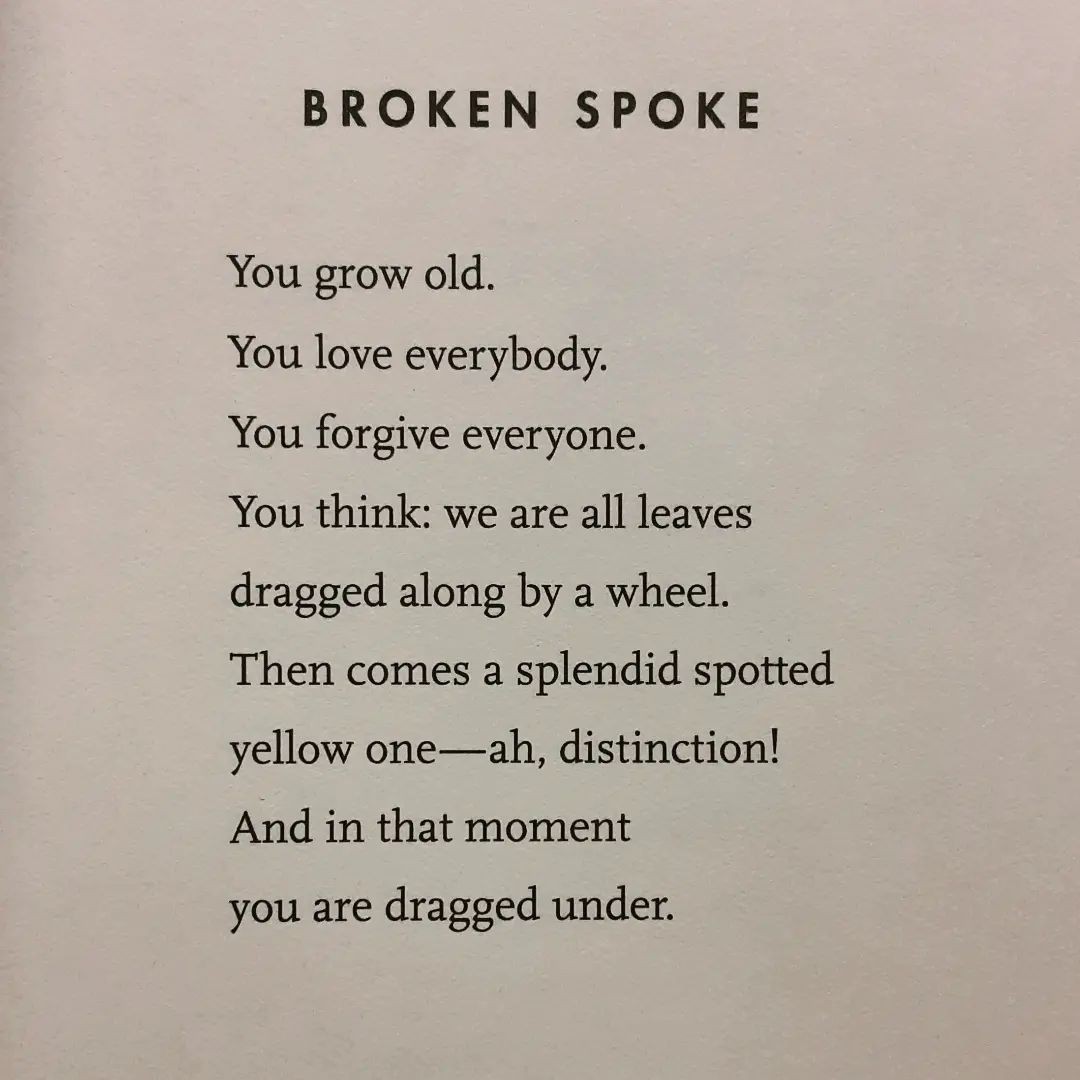 BROKEN SPOKE
You grow old.
You love everybody.
You forgive everyone.
You think: we are all leaves
dragged along by a wheel.
Then comes a splendid spotted
yellow one—ah, distinction!
And in that moment
you are dragged under.